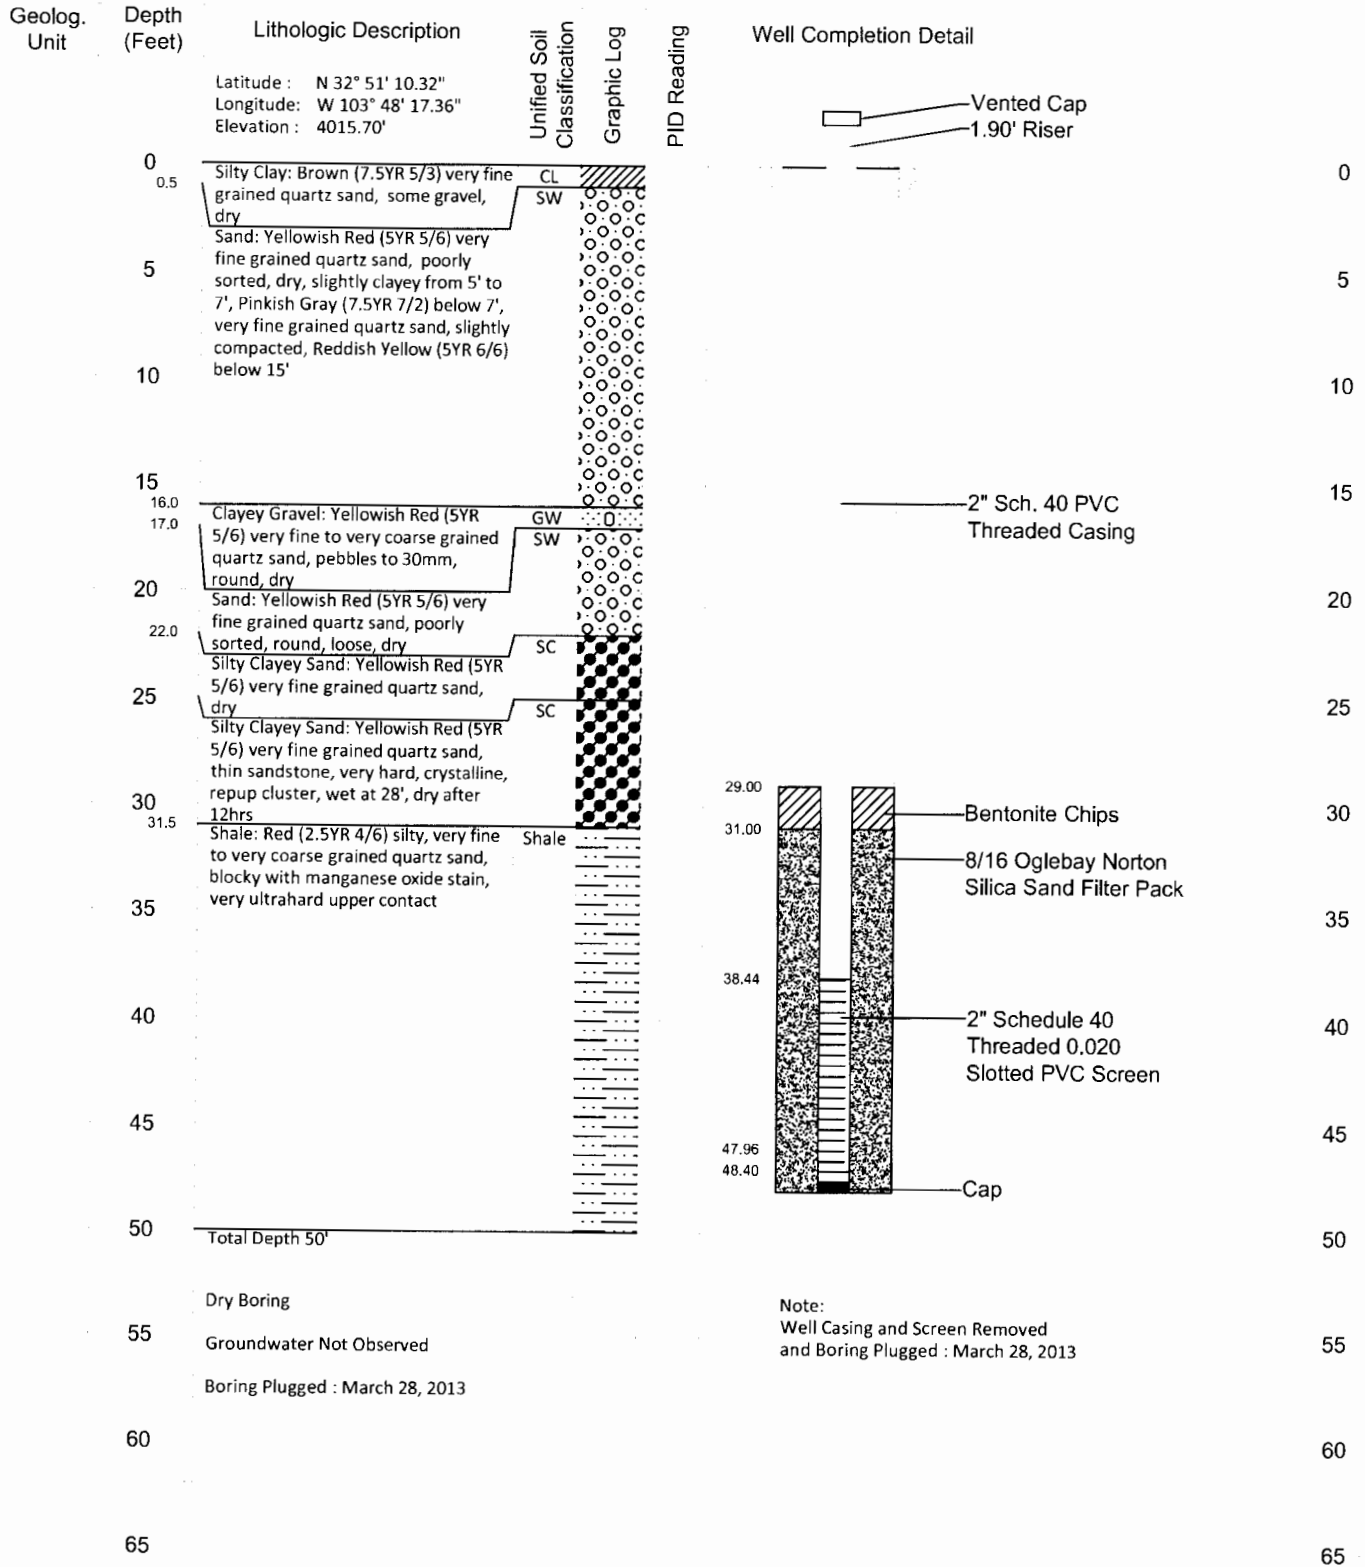 Geolog.
Unit
Depth
(Feet)
Lithologic Description
Unified Soil
Classification
Graphic Log
PID Reading
Well Completion Detail
Latitude : N 32° 51' 10.32"
Longitude: W 103° 48' 17.36"
Elevation : 4015.70'
Vented Cap
1.90' Riser
0
0.5
Silty Clay: Brown (7.5YR 5/3) very fine
grained quartz sand, some gravel,
dry
CL
SW
0
Sand: Yellowish Red (5YR 5/6) very
fine grained quartz sand, poorly
sorted, dry, slightly clayey from 5' to
7', Pinkish Gray (7.5YR 7/2) below 7',
very fine grained quartz sand, slightly
compacted, Reddish Yellow (5YR 6/6)
below 15'
5
5
10
10
15
15
16.0
17.0
Clayey Gravel: Yellowish Red (5YR
5/6) very fine to very coarse grained
quartz sand, pebbles to 30mm,
round, dry
GW
SW
2" Sch. 40 PVC
Threaded Casing
20
20
Sand: Yellowish Red (5YR 5/6) very
fine grained quartz sand, poorly
sorted, round, loose, dry
22.0
SC
Silty Clayey Sand: Yellowish Red (5YR
5/6) very fine grained quartz sand,
dry
25
SC
25
Silty Clayey Sand: Yellowish Red (5YR
5/6) very fine grained quartz sand,
thin sandstone, very hard, crystalline,
repup cluster, wet at 28', dry after
12hrs
29.00
30
31.5
31.00
Bentonite Chips
30
Shale: Red (2.5YR 4/6) silty, very fine
to very coarse grained quartz sand,
blocky with manganese oxide stain,
very ultrahard upper contact
Shale
8/16 Oglebay Norton
Silica Sand Filter Pack
35
35
38.44
40
2" Schedule 40
Threaded 0.020
Slotted PVC Screen
40
45
45
47.96
48.40
Cap
50
Total Depth 50'
50
Dry Boring
Groundwater Not Observed
Boring Plugged : March 28, 2013
Note:
Well Casing and Screen Removed
and Boring Plugged : March 28, 2013
55
55
60
60
65
65